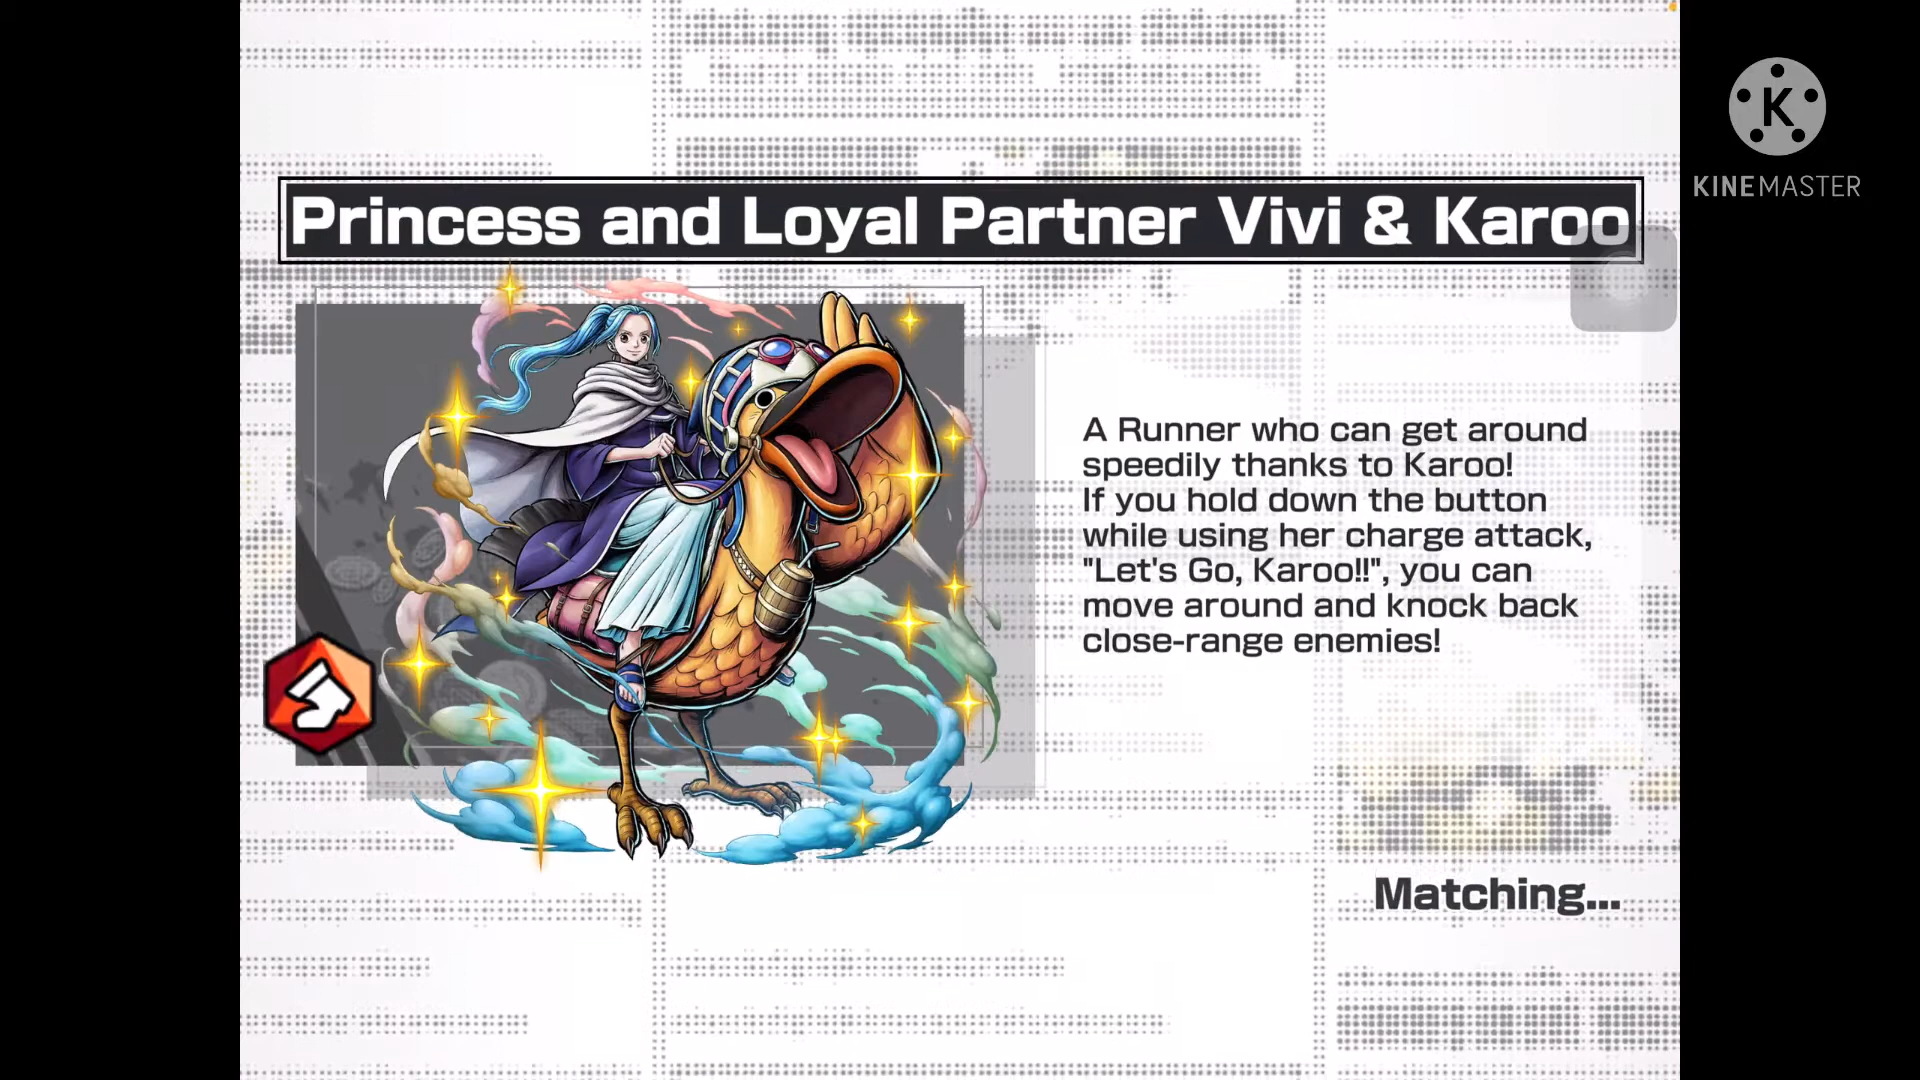 Princess and Loyal Partner Vivi & Karoo
A Runner who can get around
speedily thanks to Karoo!
If you hold down the button
while using her charge attack,
"Let's Go, Karoo!!", you can
move around and knock back
close-range enemies!
Matching...
K
KINEMASTER